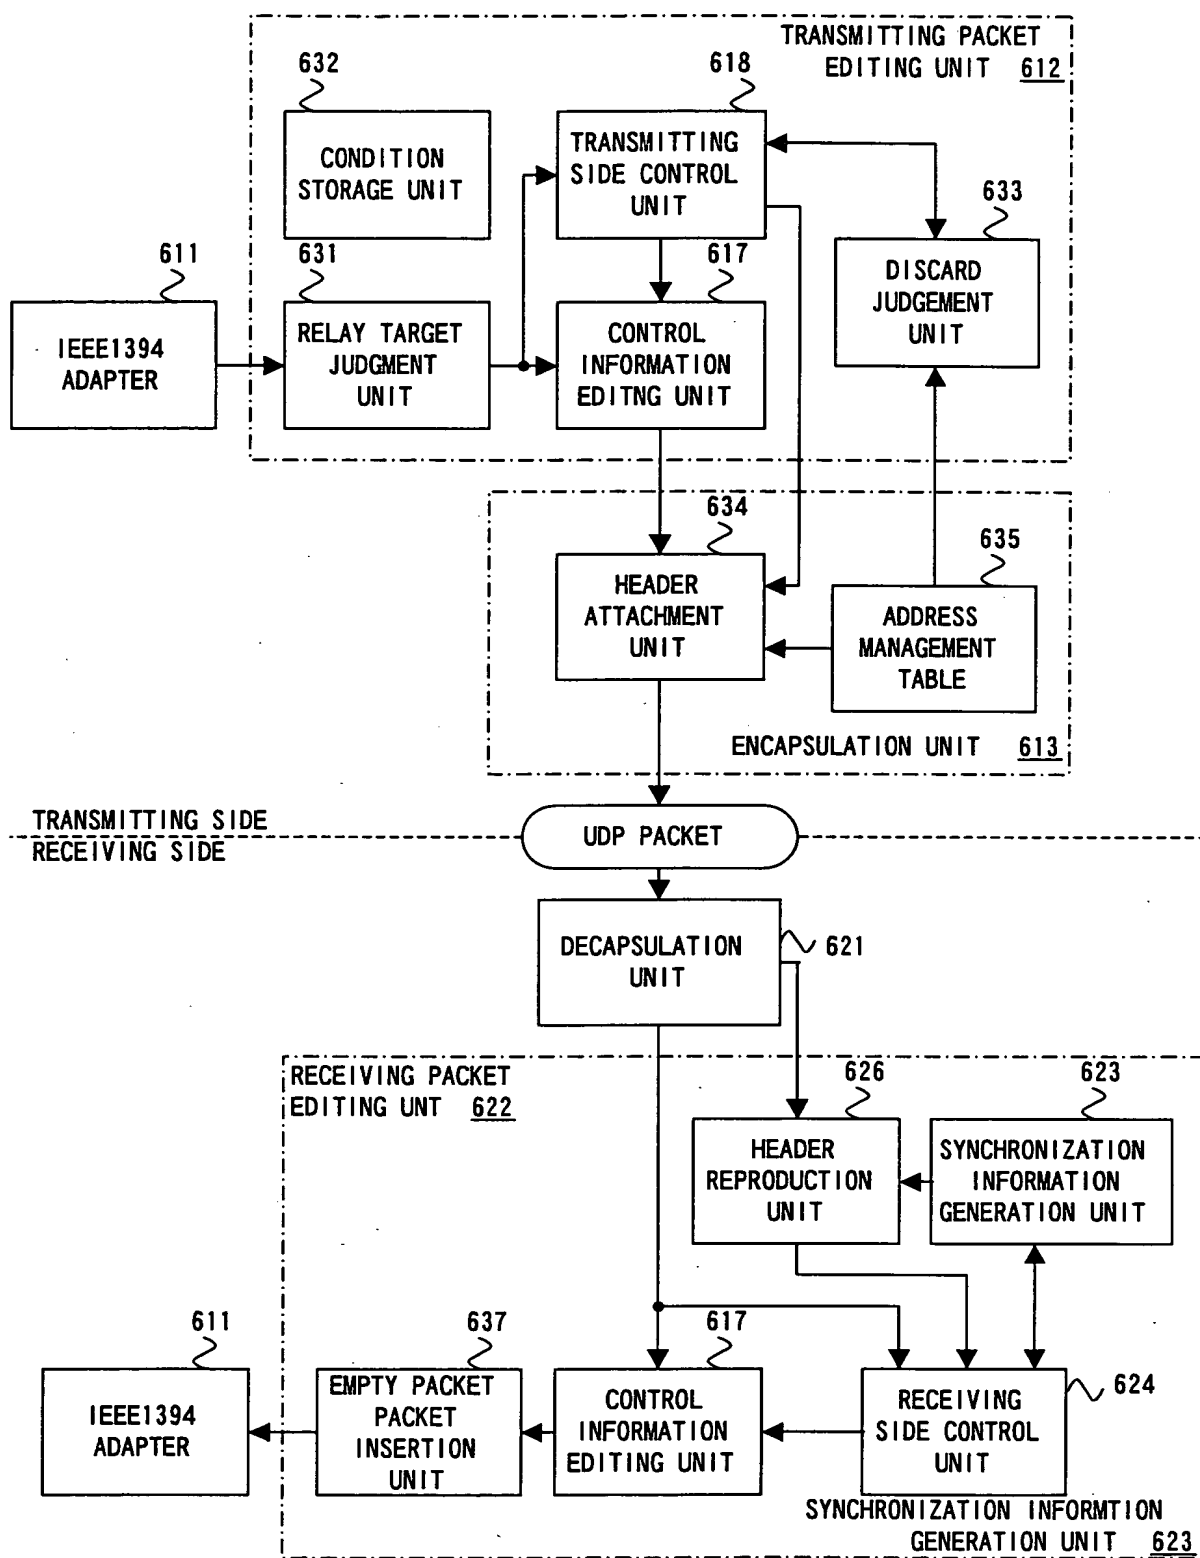 TRANSMITTING PACKET
EDITING UNIT 612
632
CONDITION
STORAGE UNIT
618
TRANSMITTING
SIDE CONTROL
UNIT
633
DISCARD
JUDGEMENT
UNIT
611
IEEE1394
ADAPTER
631
RELAY TARGET
JUDGMENT
UNIT
617
CONTROL
INFORMATION
EDITNG UNIT
634
HEADER
ATTACHMENT
UNIT
635
ADDRESS
MANAGEMENT
TABLE
ENCAPSULATION UNIT 613
TRANSMITTING SIDE
RECEIVING SIDE
UDP PACKET
DECAPSULATION
UNIT
621
RECEIVING PACKET
EDITING UNT 622
626
HEADER
REPRODUCTION
UNIT
623
SYNCHRONIZATION
INFORMATION
GENERATION UNIT
611
IEEE1394
ADAPTER
637
EMPTY PACKET
PACKET
INSERTION
UNIT
617
CONTROL
INFORMATION
EDITING UNIT
RECEIVING
SIDE CONTROL
UNIT
624
SYNCHRONIZATION INFORMTION
GENERATION UNIT 623